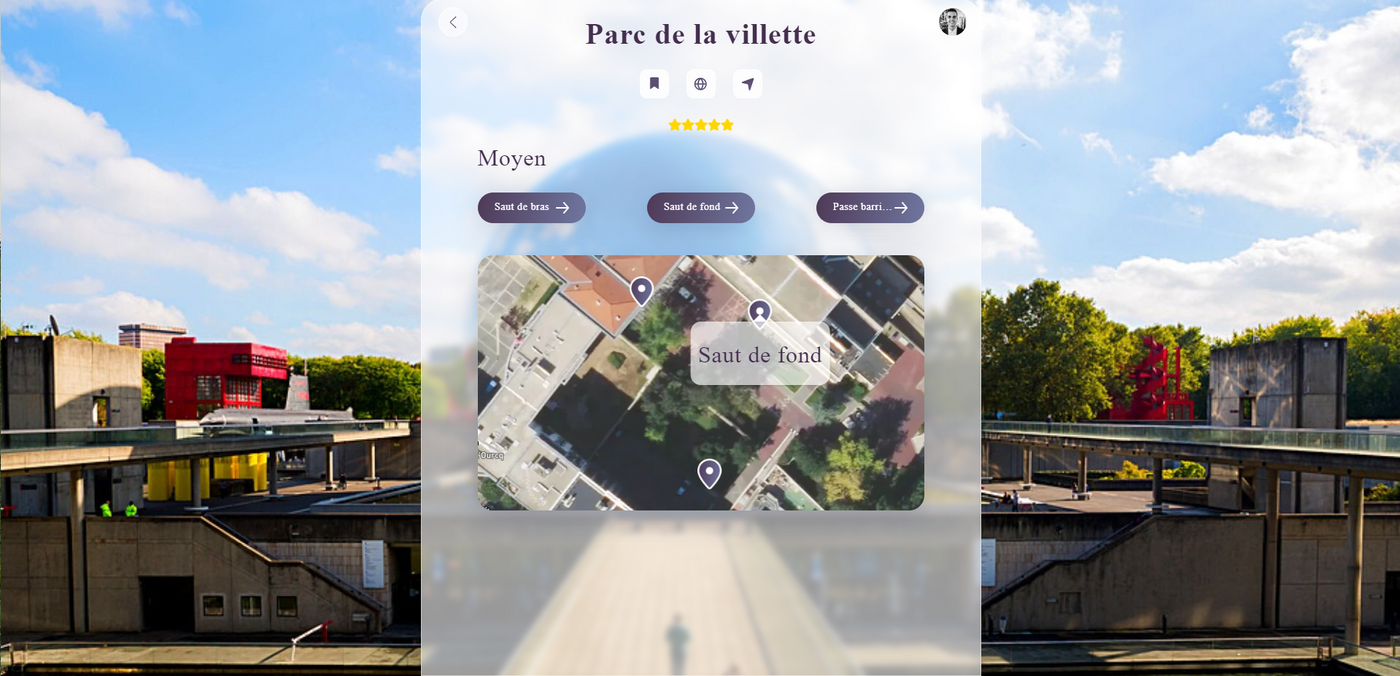 Parc de la villette
Moyen
Saut de bras
Saut de fond
Passe barri...
Saut de fond
'Ourcq